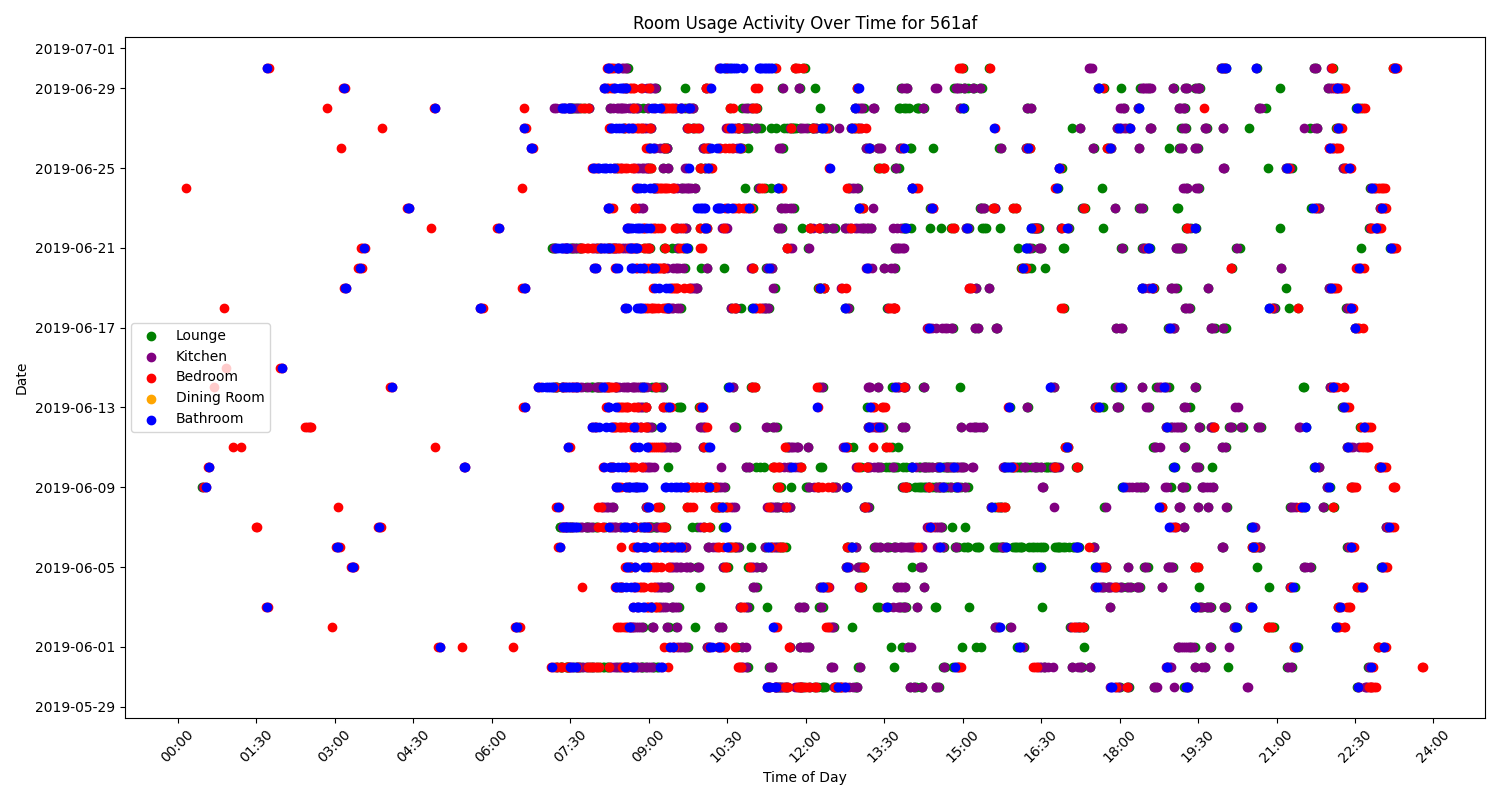 Room Usage Activity Over Time for 561af
2019-07-01
2019-06-29
2019-06-25
2019-06-21
2019-06-17
2019-06-13
2019-06-09
2019-06-05
2019-06-01
2019-05-29
Date
Lounge
Kitchen
Bedroom
Dining Room
Bathroom
00:00 01:30 03:00 04:30 06:00 07:30 09:00 10:30 12:00 13:30 15:00 16:30 18:00 19:30 21:00 22:30 24:00
Time of Day